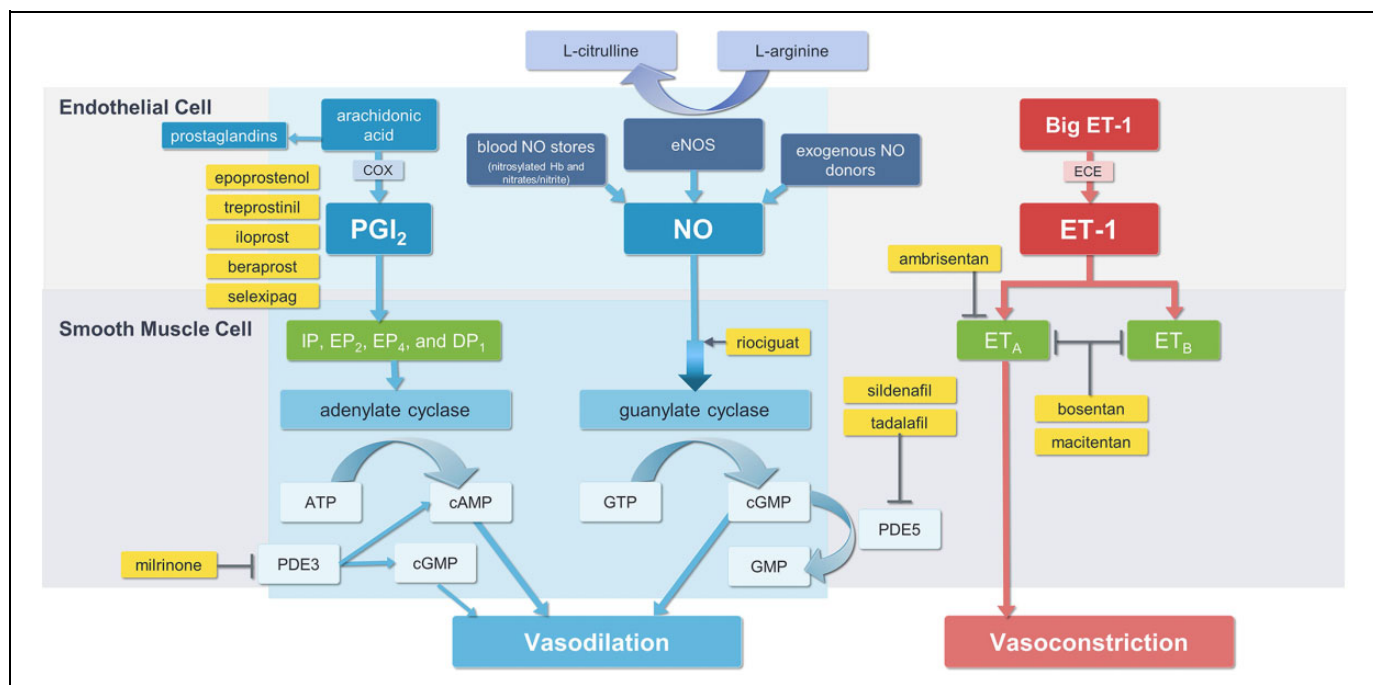 L-citrulline
L-arginine
Endothelial Cell
arachidonic
acid
prostaglandins
COX
PGI₂
epoprostenol
treprostinil
iloprost
beraprost
selexipag
blood NO stores
(nitrosylated Hb and
nitrates/nitrite)
eNOS
exogenous NO
donors
NO
Big ET-1
ECE
ET-1
ambrisentan
Smooth Muscle Cell
IP, EP₂, EP₄, and DP₁
riociguat
ET_A
ET_B
adenylate cyclase
guanylate cyclase
sildenafil
tadalafil
bosentan
macitentan
ATP
cAMP
GTP
cGMP
PDE5
milrinone
PDE3
cGMP
GMP
Vasodilation
Vasoconstriction